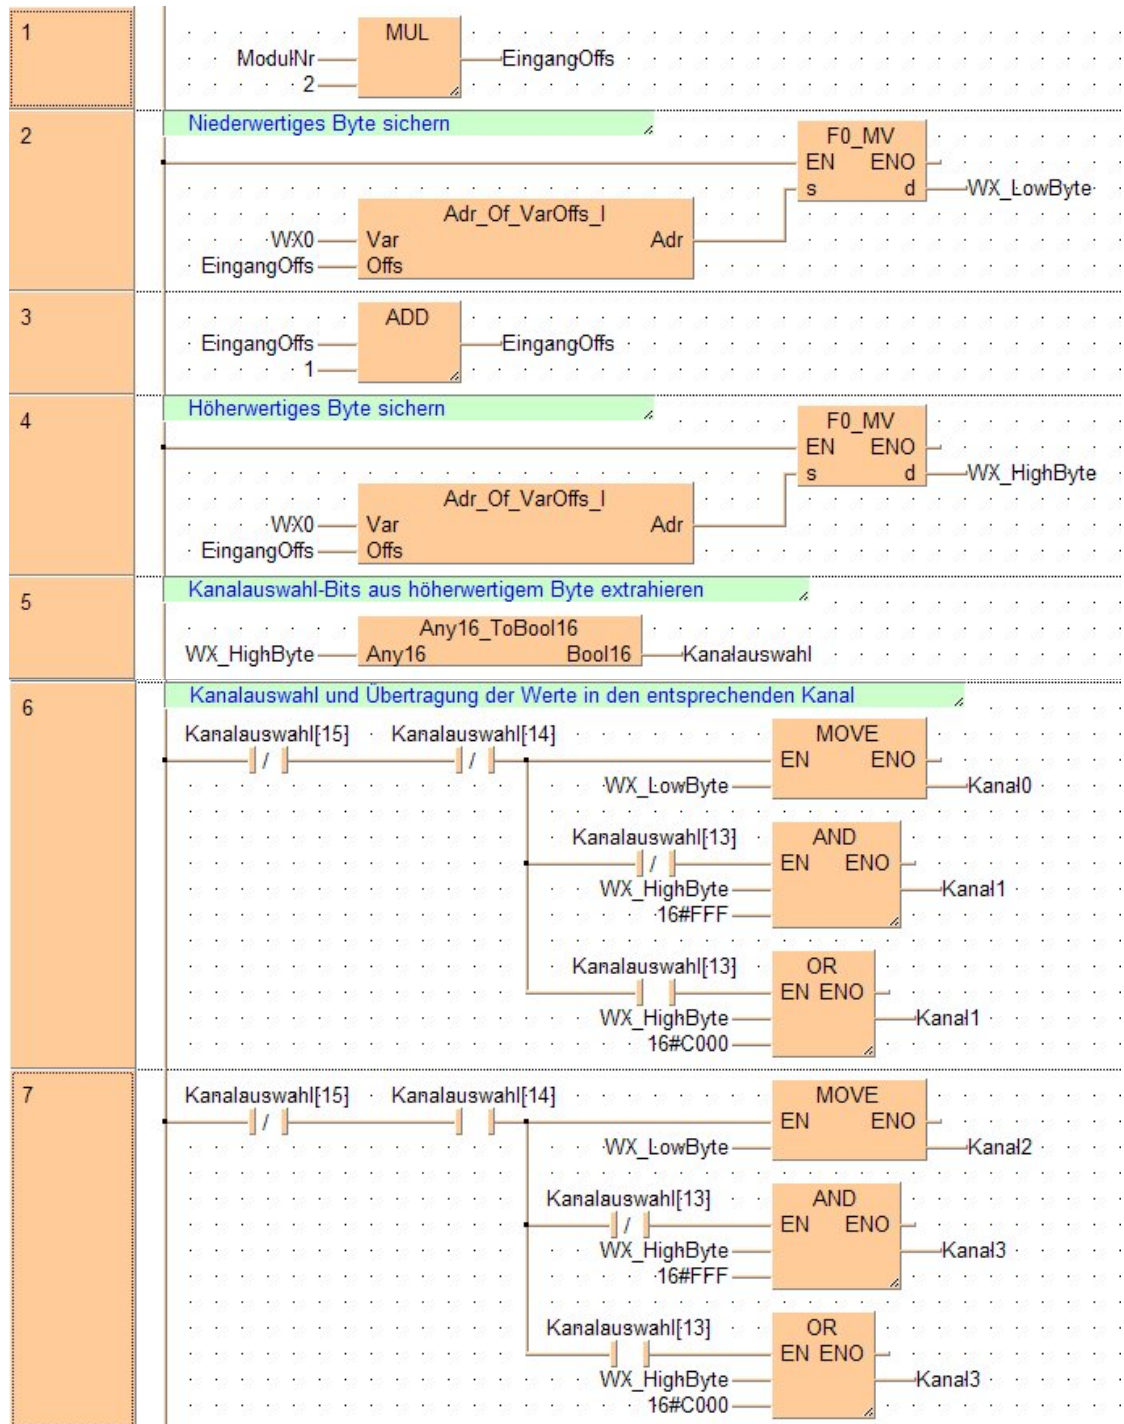 1
MUL
ModulNr
EingangOffs
2
2
Niederwertiges Byte sichern
F0_MV
EN ENO
s d
WX_LowByte
Adr_Of_VarOffs_I
WX0 Var Adr
EingangOffs Offs
3
ADD
EingangOffs
EingangOffs
1
4
Höherwertiges Byte sichern
F0_MV
EN ENO
s d
WX_HighByte
Adr_Of_VarOffs_I
WX0 Var Adr
EingangOffs Offs
5
Kanalauswahl-Bits aus höherwertigem Byte extrahieren
Any16_ToBool16
WX_HighByte Any16 Bool16 Kanalauswahl
6
Kanalauswahl und Übertragung der Werte in den entsprechenden Kanal
Kanalauswahl[15] Kanalauswahl[14] MOVE
/ / EN ENO
WX_LowByte Kanal0
Kanalauswahl[13] AND
/ EN ENO
WX_HighByte Kanal1
16#FFF
Kanalauswahl[13] OR
EN ENO
WX_HighByte Kanal1
16#C000
7
Kanalauswahl[15] Kanalauswahl[14] MOVE
/ EN ENO
WX_LowByte Kanal2
Kanalauswahl[13] AND
/ EN ENO
WX_HighByte Kanal3
16#FFF
Kanalauswahl[13] OR
EN ENO
WX_HighByte Kanal3
16#C000